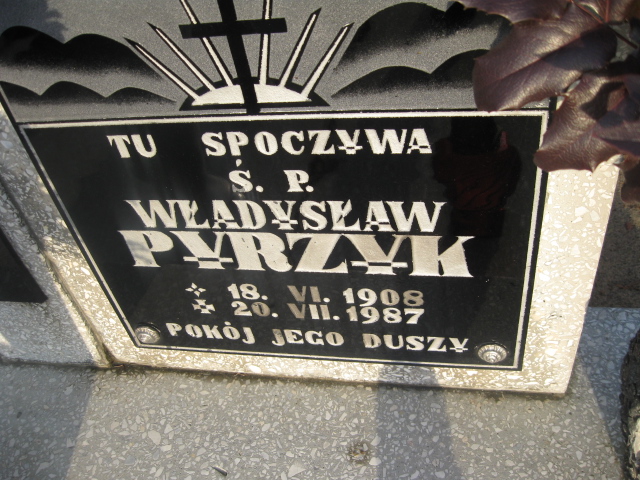 TU SPOCZYWA
Ś. P.
WŁADYSŁAW
PYRZYK
18. VI. 1908
20. VII. 1987
POKÓJ JEGO DUSZY